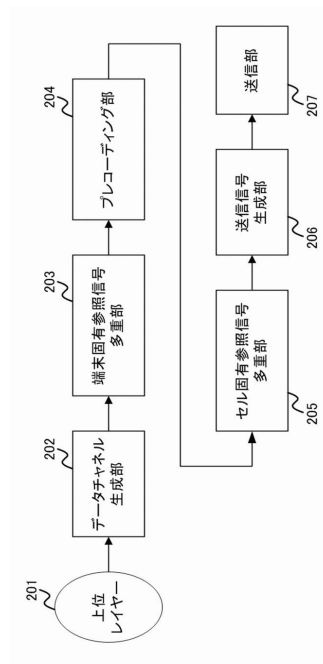 201
上位
レイヤー
202
データチャネル
生成部
203
端末固有参照信号
多重部
204
プレコーディング部
205
セル固有参照信号
多重部
206
送信信号
生成部
207
送信部